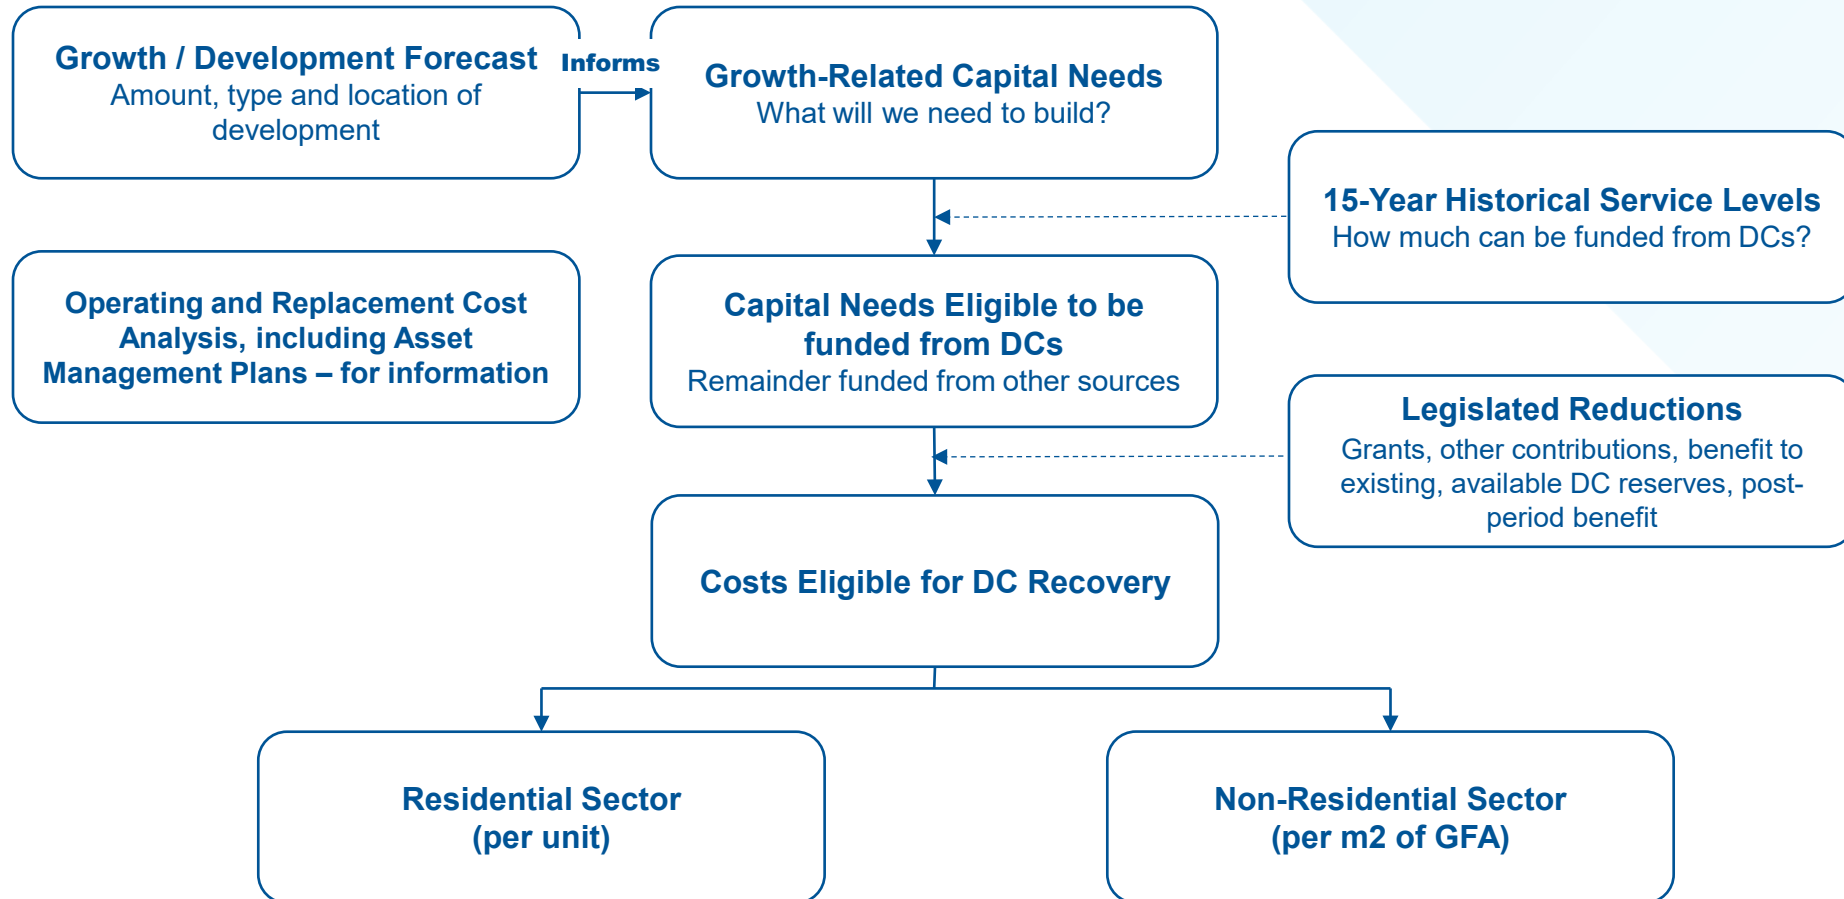 Growth / Development Forecast
Amount, type and location of
development
Informs
Growth-Related Capital Needs
What will we need to build?
15-Year Historical Service Levels
How much can be funded from DCs?
Operating and Replacement Cost
Analysis, including Asset
Management Plans – for information
Capital Needs Eligible to be
funded from DCs
Remainder funded from other sources
Legislated Reductions
Grants, other contributions, benefit to
existing, available DC reserves, post-
period benefit
Costs Eligible for DC Recovery
Residential Sector
(per unit)
Non-Residential Sector
(per m2 of GFA)